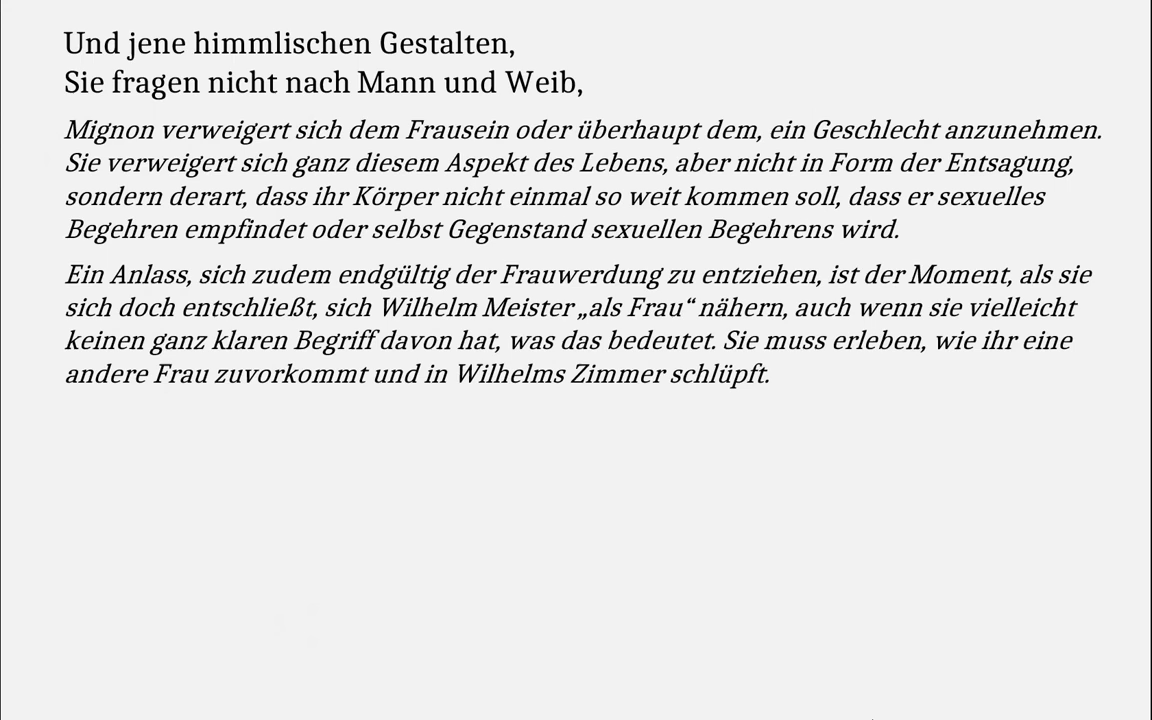 Und jene himmlischen Gestalten,
Sie fragen nicht nach Mann und Weib,
Mignon verweigert sich dem Frausein oder überhaupt dem, ein Geschlecht anzunehmen.
Sie verweigert sich ganz diesem Aspekt des Lebens, aber nicht in Form der Entsagung,
sondern derart, dass ihr Körper nicht einmal so weit kommen soll, dass er sexuelles
Begehren empfindet oder selbst Gegenstand sexuellen Begehrens wird.
Ein Anlass, sich zudem endgültig der Frauwerdung zu entziehen, ist der Moment, als sie
sich doch entschließt, sich Wilhelm Meister „als Frau“ nähern, auch wenn sie vielleicht
keinen ganz klaren Begriff davon hat, was das bedeutet. Sie muss erleben, wie ihr eine
andere Frau zuvorkommt und in Wilhelms Zimmer schlüpft.